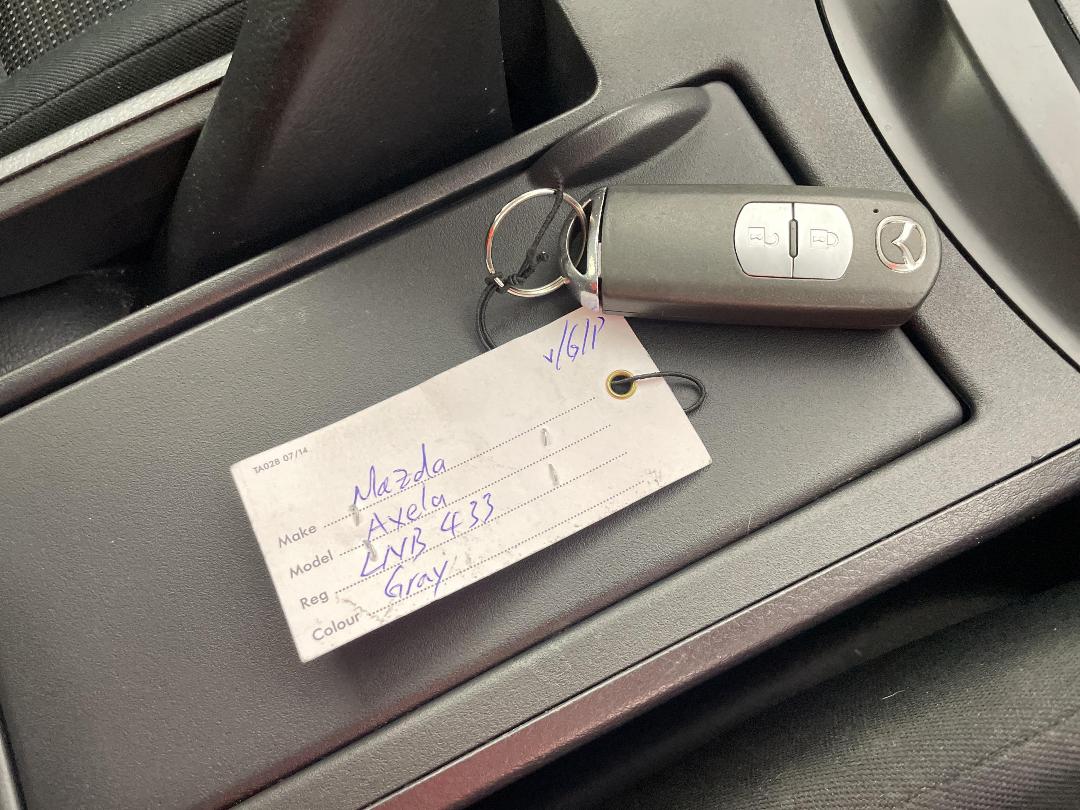 v/G/P
TA028 07/14
Make Mazda
Model Axela
Reg LNB 433
Colour Gray